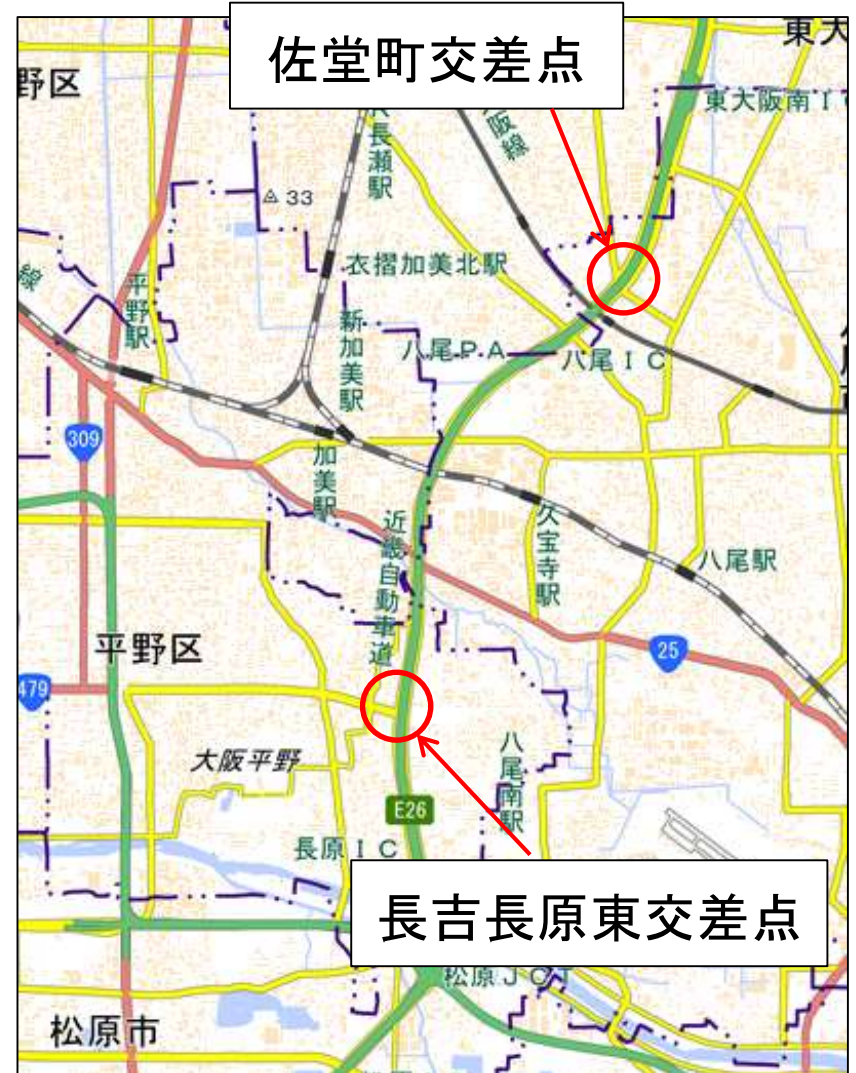 佐堂町交差点
東大
野区
東大阪南I
長瀬駅
阪線
33
衣摺加美北駅
線
平野駅
新加美駅
八尾PA
八尾IC
309
加美駅
近畿自動車道
久宝寺駅
八尾駅
平野区
25
479
大阪平野
八尾南駅
E26
長原IC
長吉長原東交差点
松原JCT
松原市